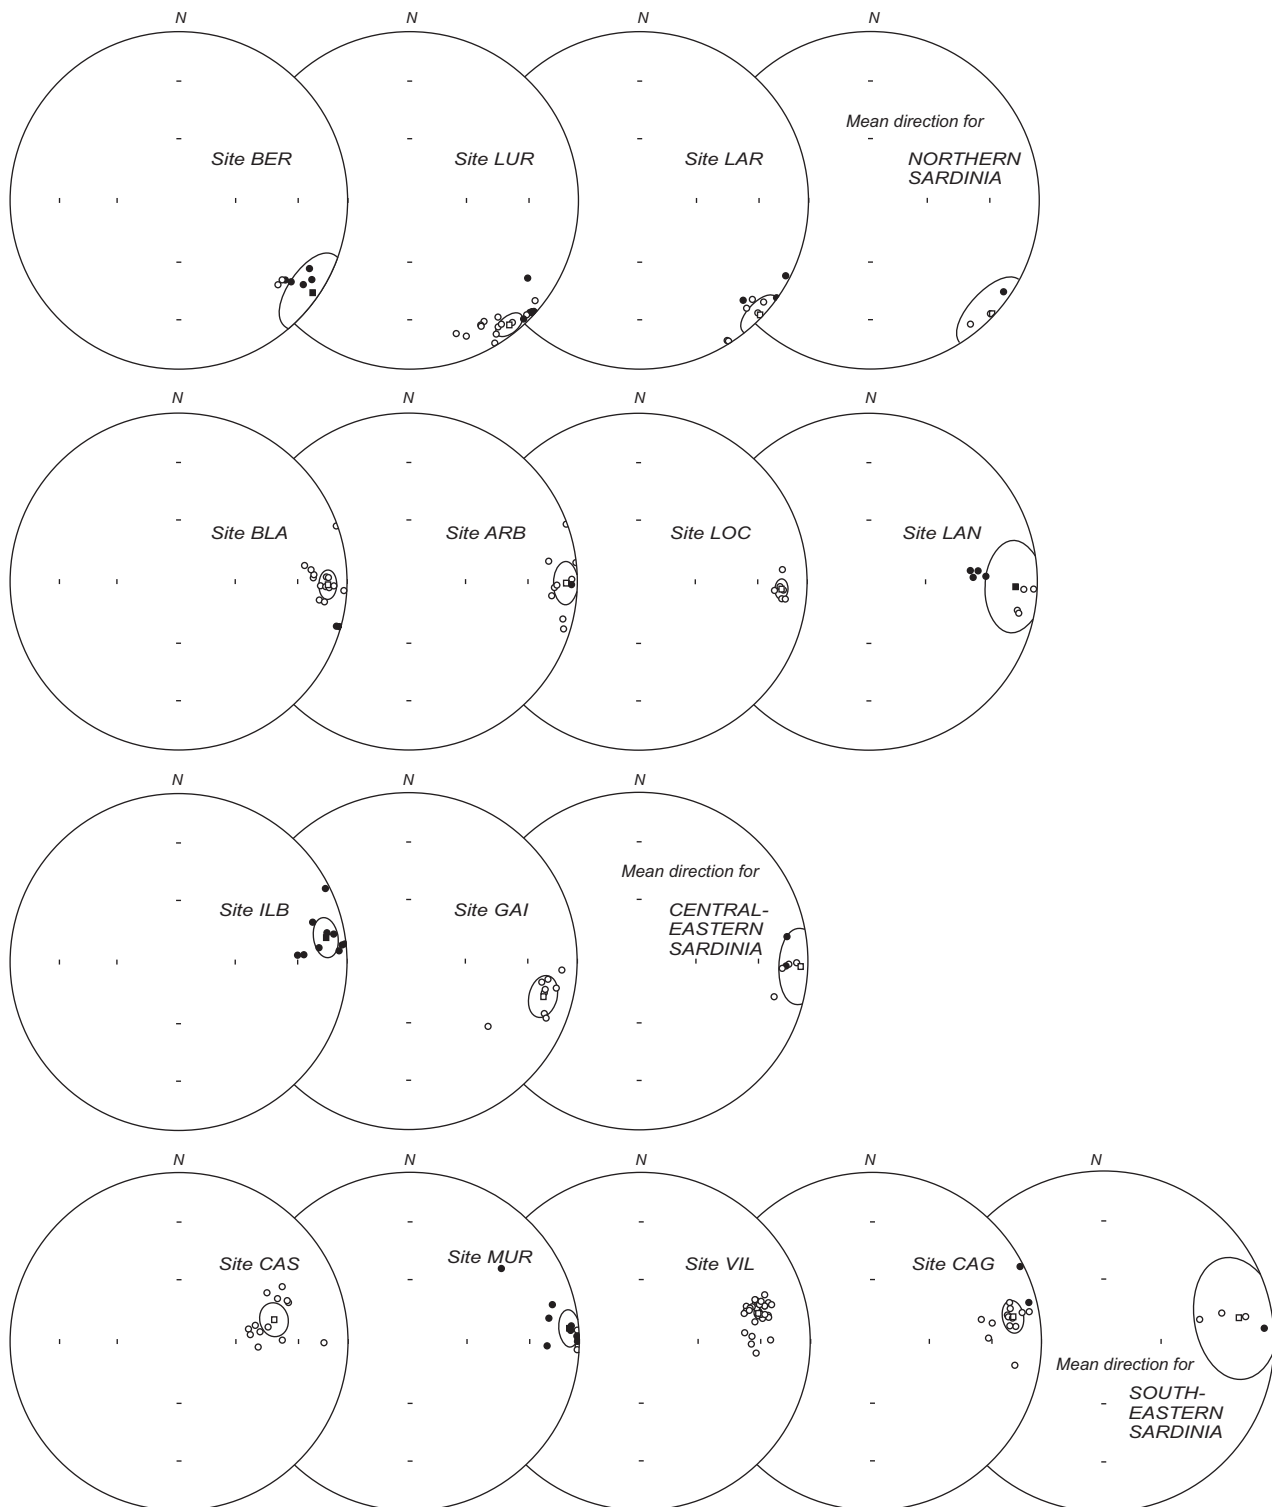 N
N
N
N
Mean direction for
Site BER
Site LUR
Site LAR
NORTHERN
SARDINIA
N
N
N
N
Site BLA
Site ARB
Site LOC
Site LAN
N
N
N
Mean direction for
Site ILB
Site GAI
CENTRAL-
EASTERN
SARDINIA
N
N
N
N
N
Site CAS
Site MUR
Site VIL
Site CAG
Mean direction for
SOUTH-
EASTERN
SARDINIA